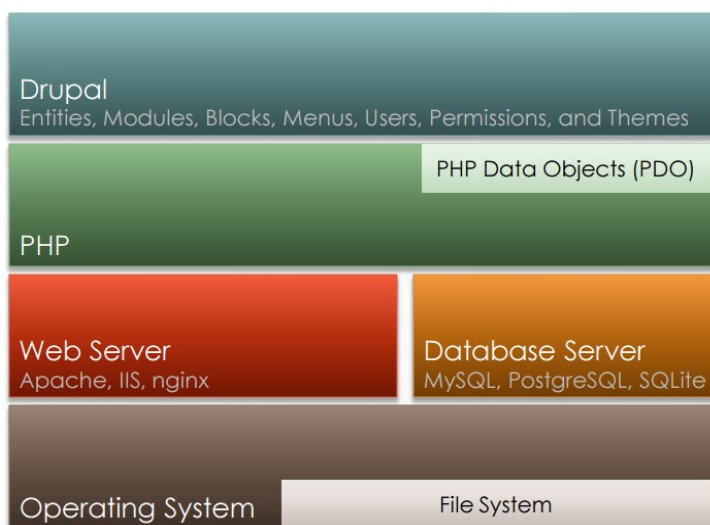 Drupal
Entities, Modules, Blocks, Menus, Users, Permissions, and Themes
PHP Data Objects (PDO)
PHP
Web Server
Apache, IIS, nginx
Database Server
MySQL, PostgreSQL, SQLite
Operating System
File System